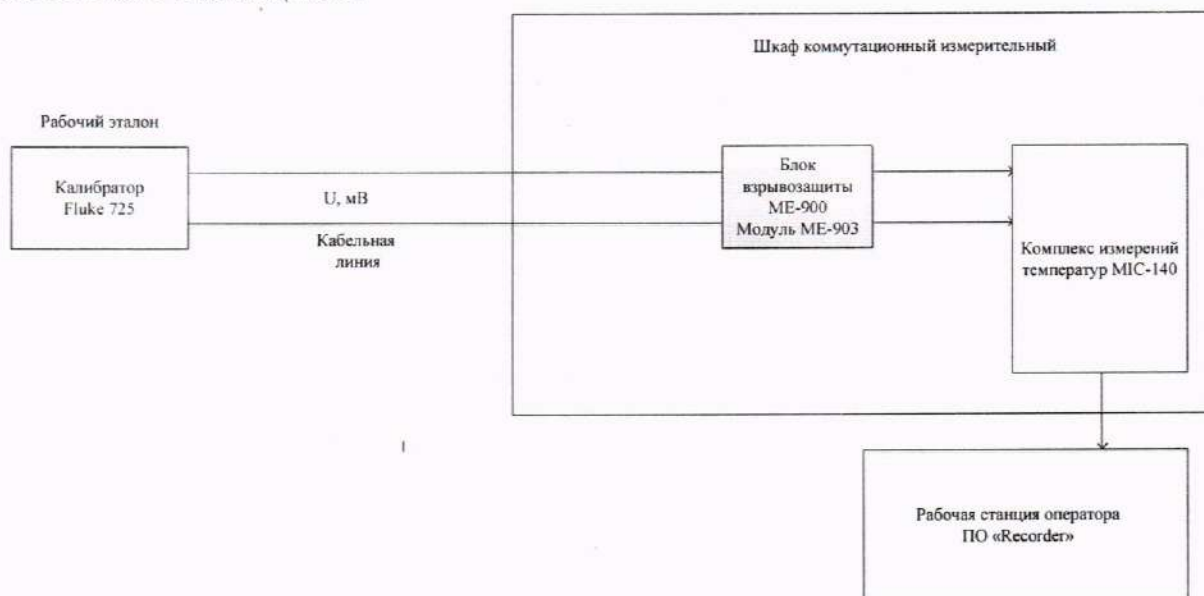 Шкаф коммутационный измерительный
Рабочий эталон
Калибратор
Fluke 725
U, мВ
Кабельная
линия
Блок
взрывозащиты
МЕ-900
Модуль МЕ-903
Комплекс измерений
температур MIC-140
Рабочая станция оператора
ПО «Recorder»